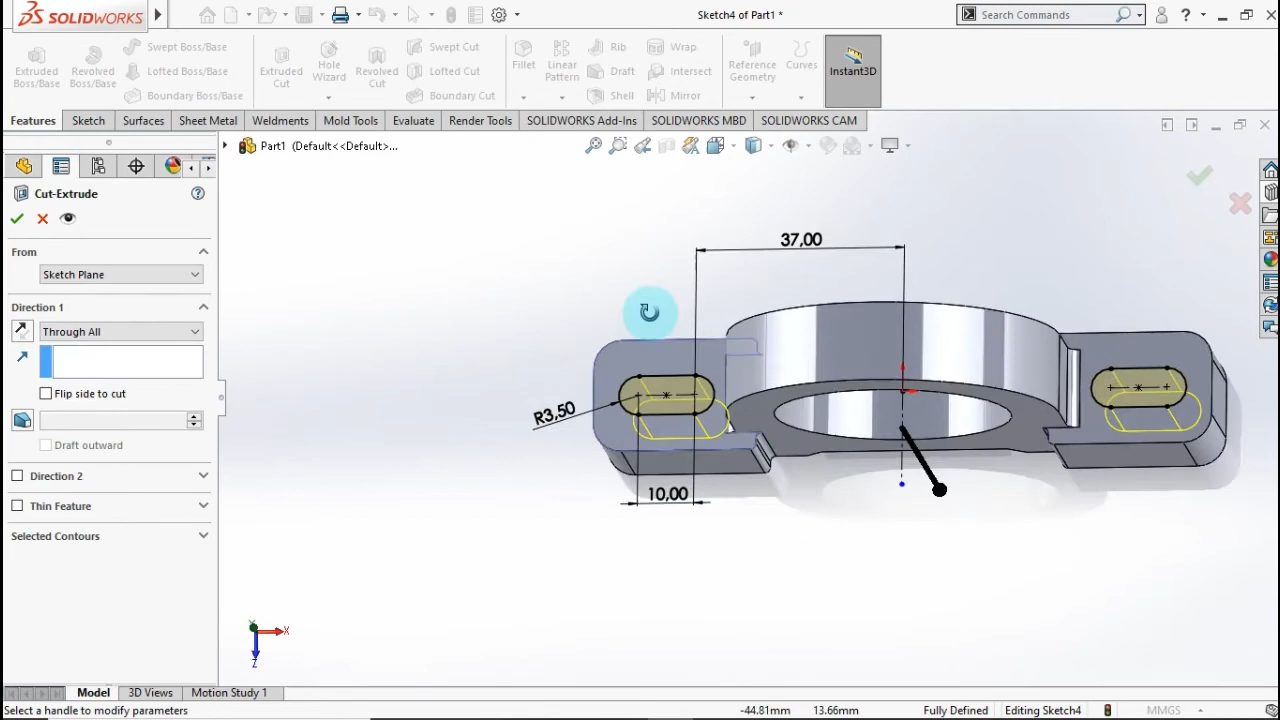 SOLIDWORKS
Sketch4 of Part1 *
Search Commands
?
Extruded Boss/Base
Revolved Boss/Base
Swept Boss/Base
Lofted Boss/Base
Boundary Boss/Base
Extruded Cut
Hole Wizard
Revolved Cut
Swept Cut
Lofted Cut
Boundary Cut
Fillet
Linear Pattern
Rib
Draft
Shell
Wrap
Intersect
Mirror
Reference Geometry
Curves
Instant3D
Features
Sketch
Surfaces
Sheet Metal
Weldments
Mold Tools
Evaluate
Render Tools
SOLIDWORKS Add-Ins
SOLIDWORKS MBD
SOLIDWORKS CAM
Part1 (Default<<Default>...
Cut-Extrude
?
From
Sketch Plane
Direction 1
Through All
Flip side to cut
Draft outward
Direction 2
Thin Feature
Selected Contours
37,00
R3,50
10,00
Y
X
Z
Model
3D Views
Motion Study 1
Select a handle to modify parameters
-44.81mm
13.66mm
Fully Defined
Editing Sketch4
MMGS